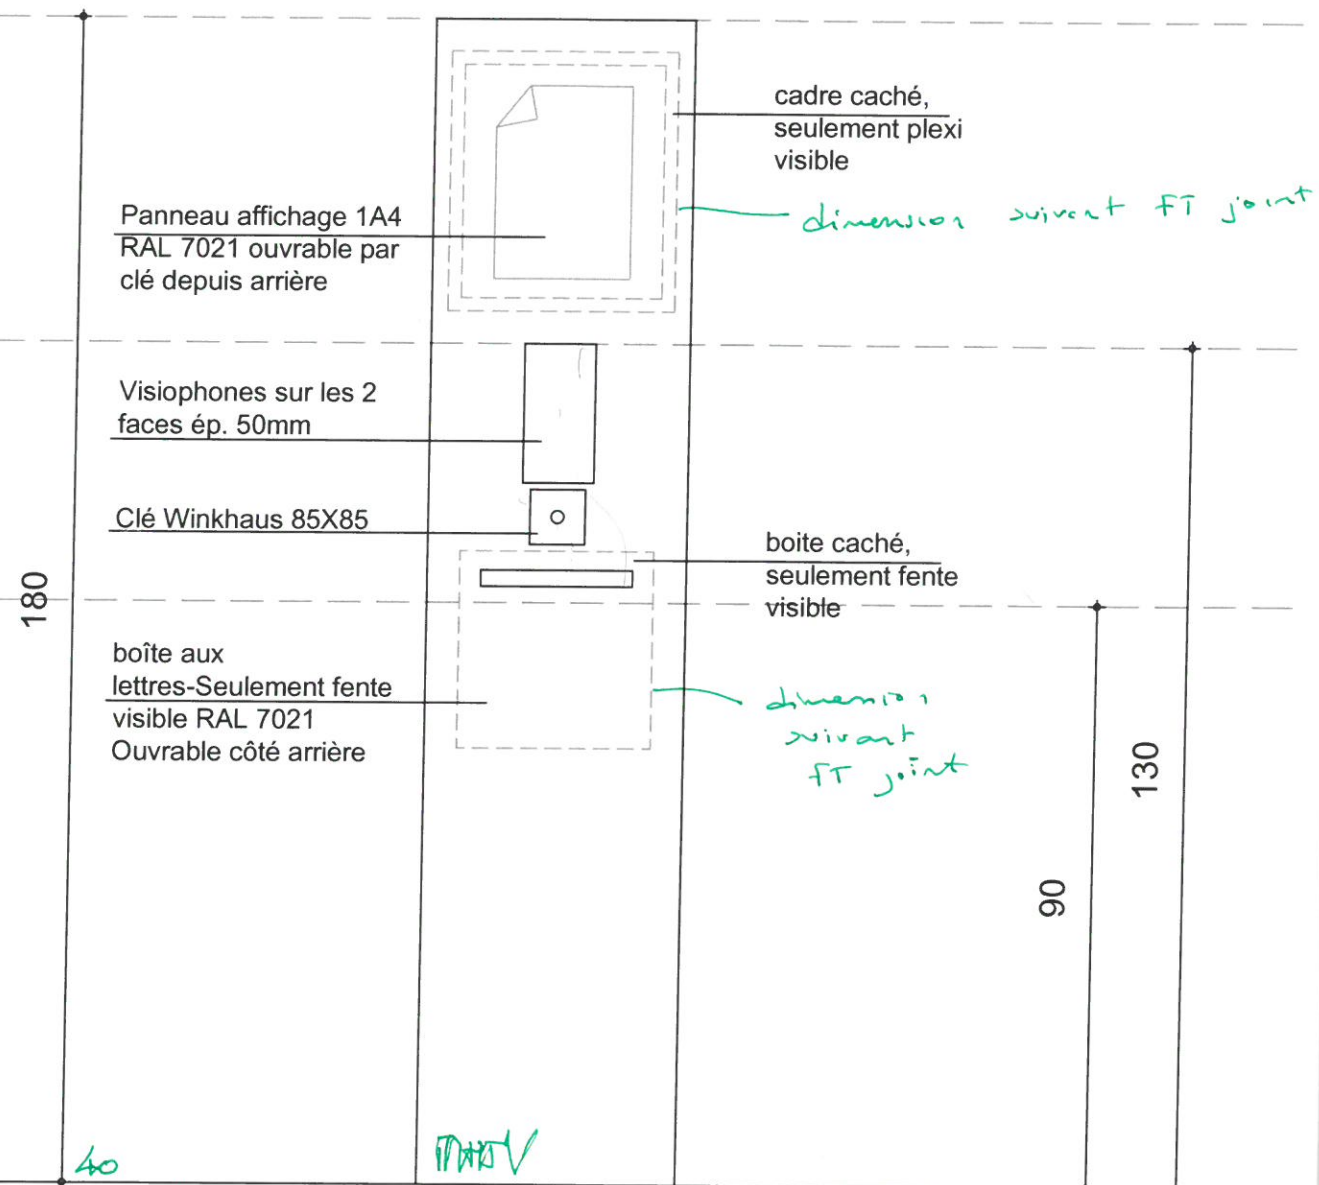 cadre caché,
seulement plexi
visible
dimension suivant FT joint
Panneau affichage 1A4
RAL 7021 ouvrable par
clé depuis arrière
Visiophones sur les 2
faces ép. 50mm
Clé Winkhaus 85X85
boite caché,
seulement fente
visible
180
boîte aux
lettres-Seulement fente
visible RAL 7021
Ouvrable côté arrière
dimension
suivant
FT joint
130
90
40